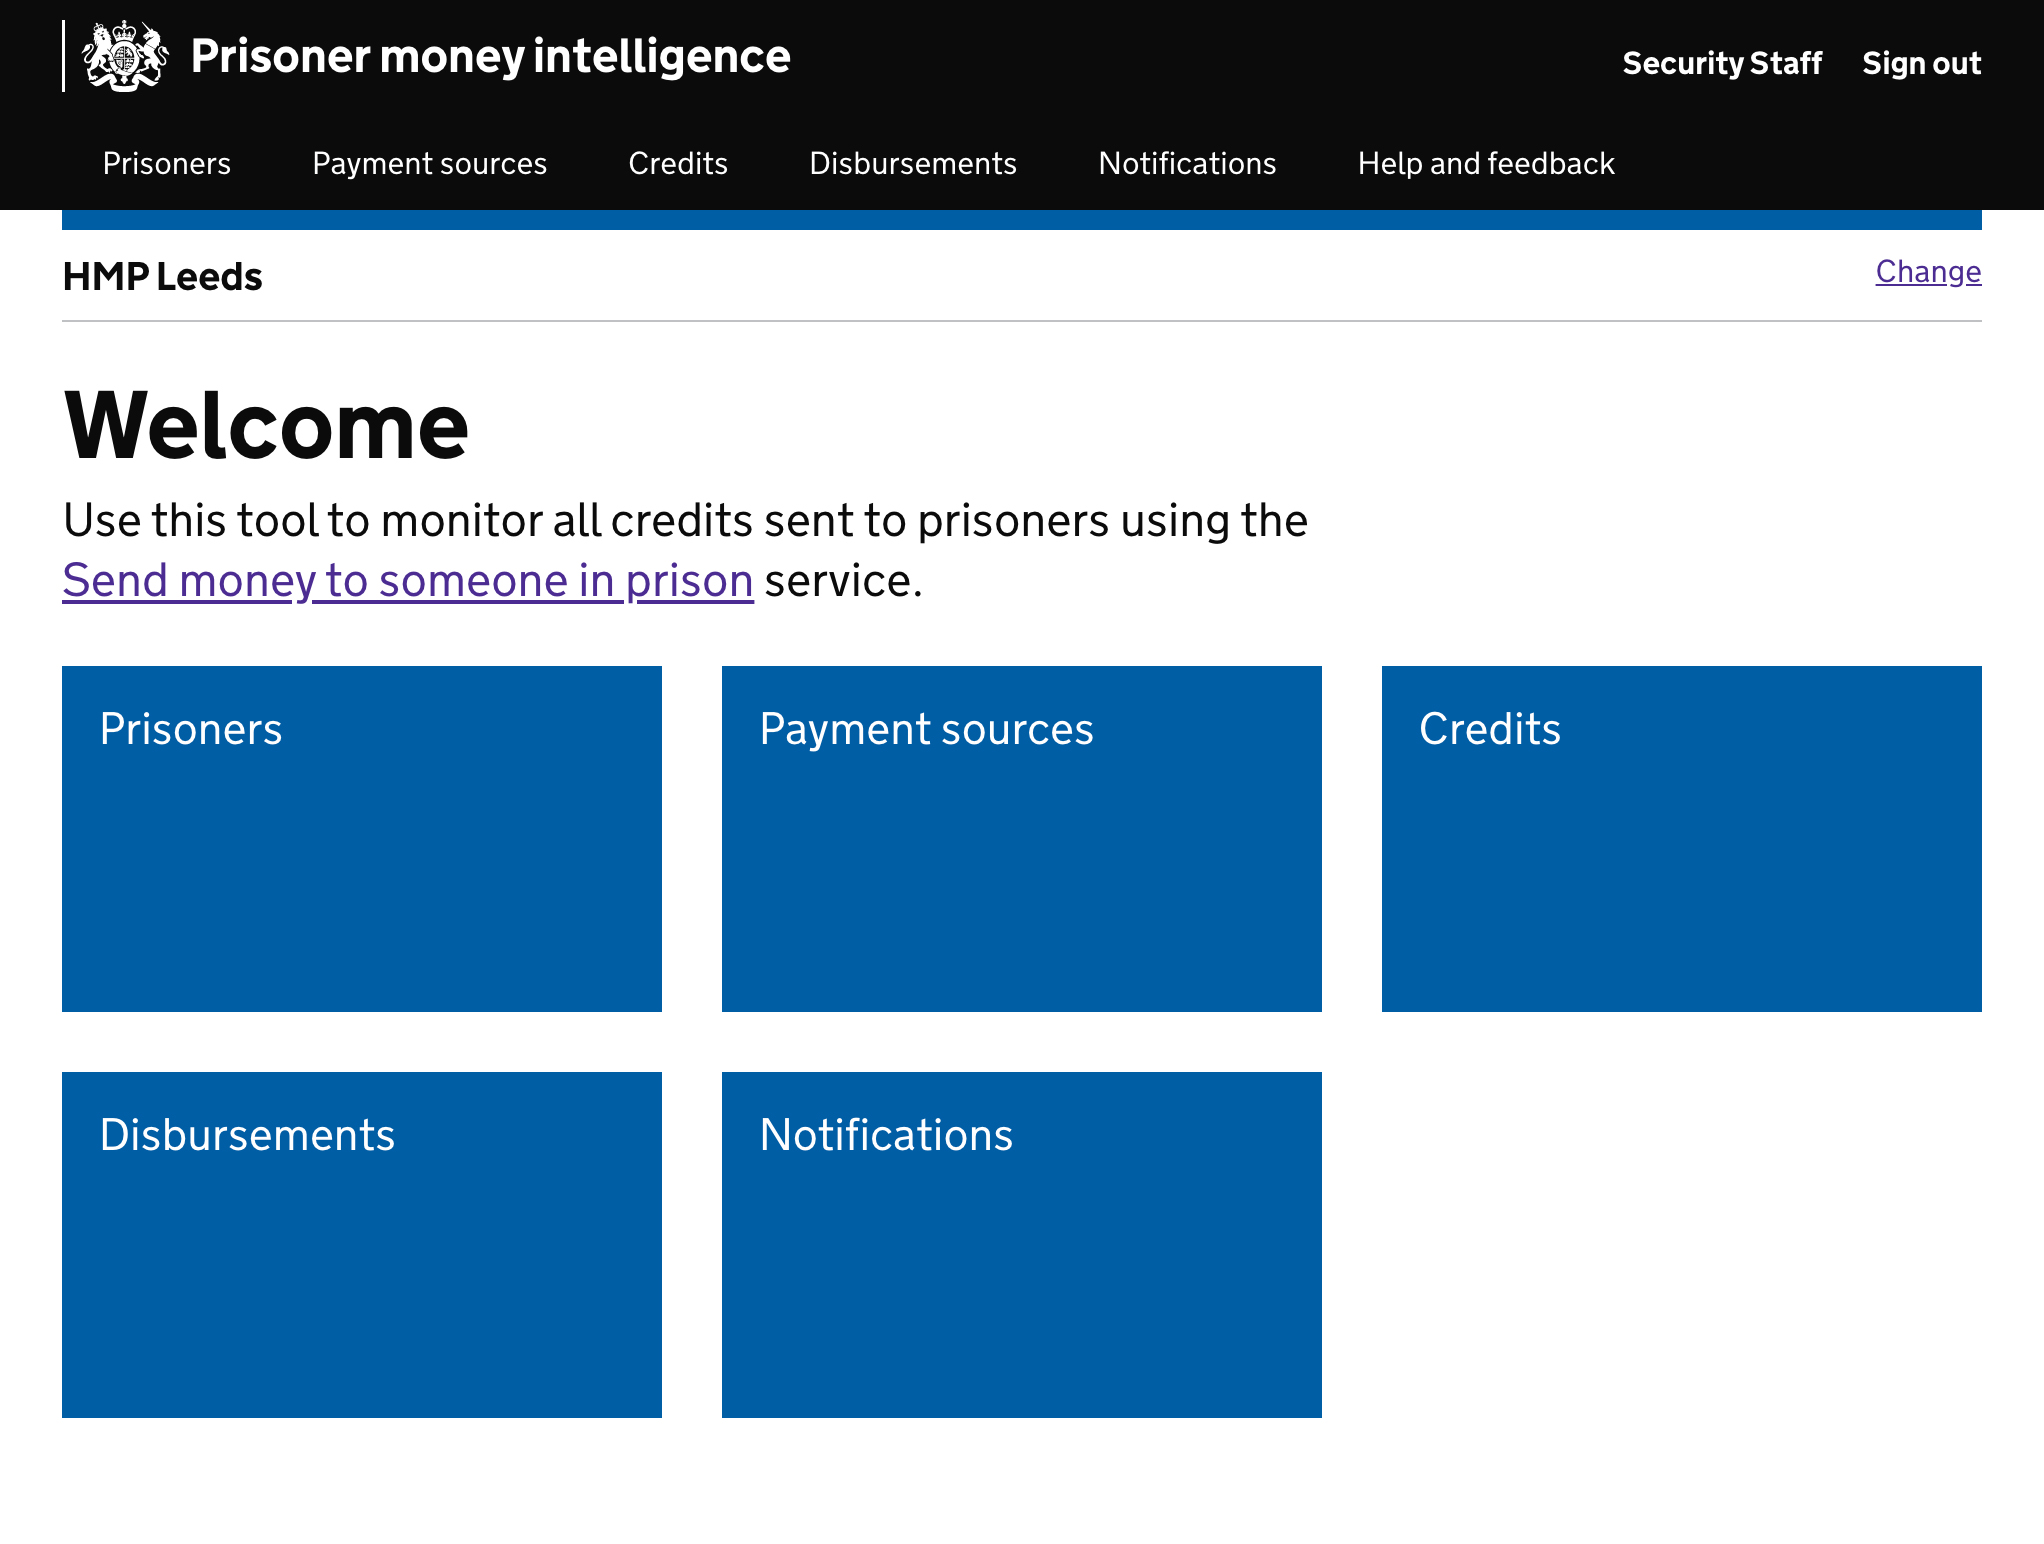 Prisoner money intelligence
Security Staff Sign out
Prisoners Payment sources Credits Disbursements Notifications Help and feedback
HMP Leeds
Change
Welcome
Use this tool to monitor all credits sent to prisoners using the
Send money to someone in prison service.
Prisoners
Payment sources
Credits
Disbursements
Notifications